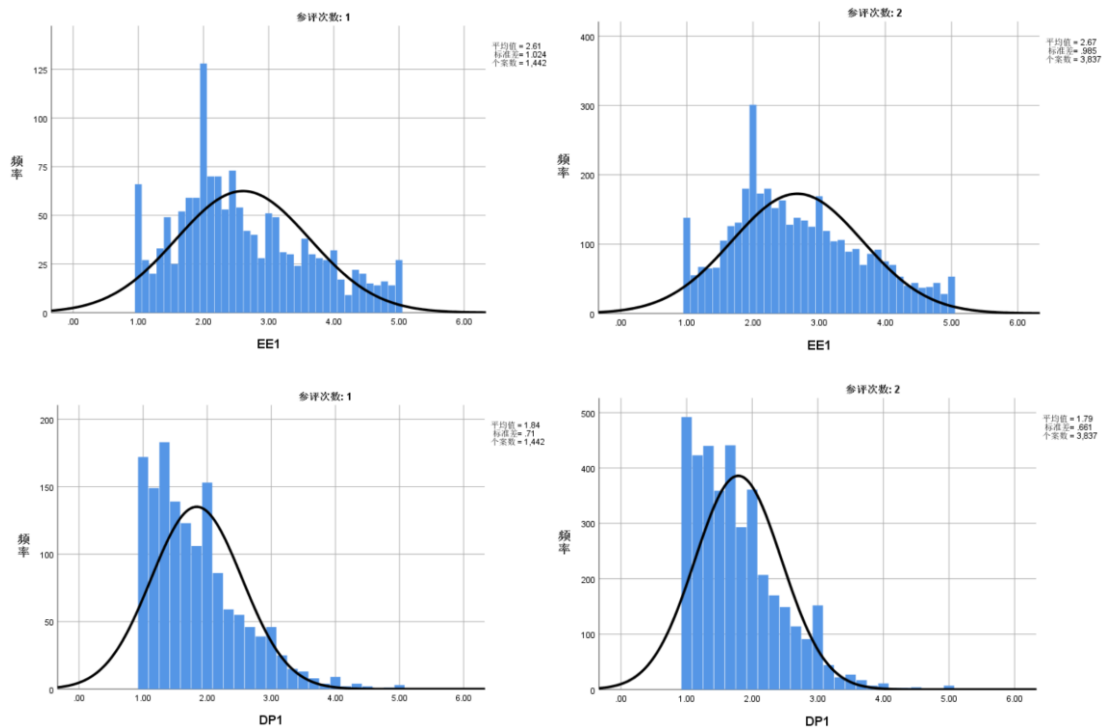 参评次数: 1
平均值 = 2.61
标准差 = 1.024
个案数 = 1,442
频率
125
100
75
50
25
0
.00 1.00 2.00 3.00 4.00 5.00 6.00
EE1
参评次数: 2
平均值 = 2.67
标准差 = .985
个案数 = 3,837
频率
400
300
200
100
0
.00 1.00 2.00 3.00 4.00 5.00 6.00
EE1
参评次数: 1
平均值 = 1.84
标准差 = .71
个案数 = 1,442
频率
200
150
100
50
0
.00 1.00 2.00 3.00 4.00 5.00 6.00
DP1
参评次数: 2
平均值 = 1.79
标准差 = .661
个案数 = 3,837
频率
500
400
300
200
100
0
.00 1.00 2.00 3.00 4.00 5.00 6.00
DP1